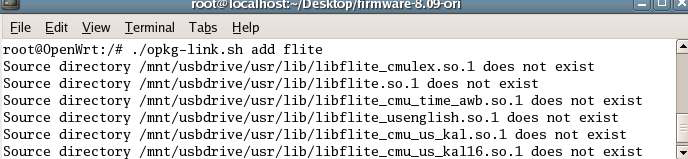 root@localhost:~/Desktop/firmware-8.09-ori
File Edit View Terminal Tabs Help
root@OpenWrt:/# ./opkg-link.sh add flite
Source directory /mnt/usbdrive/usr/lib/libflite_cmulex.so.1 does not exist
Source directory /mnt/usbdrive/usr/lib/libflite.so.1 does not exist
Source directory /mnt/usbdrive/usr/lib/libflite_cmu_time_awb.so.1 does not exist
Source directory /mnt/usbdrive/usr/lib/libflite_usenglish.so.1 does not exist
Source directory /mnt/usbdrive/usr/lib/libflite_cmu_us_kal.so.1 does not exist
Source directory /mnt/usbdrive/usr/lib/libflite_cmu_us_kal16.so.1 does not exist